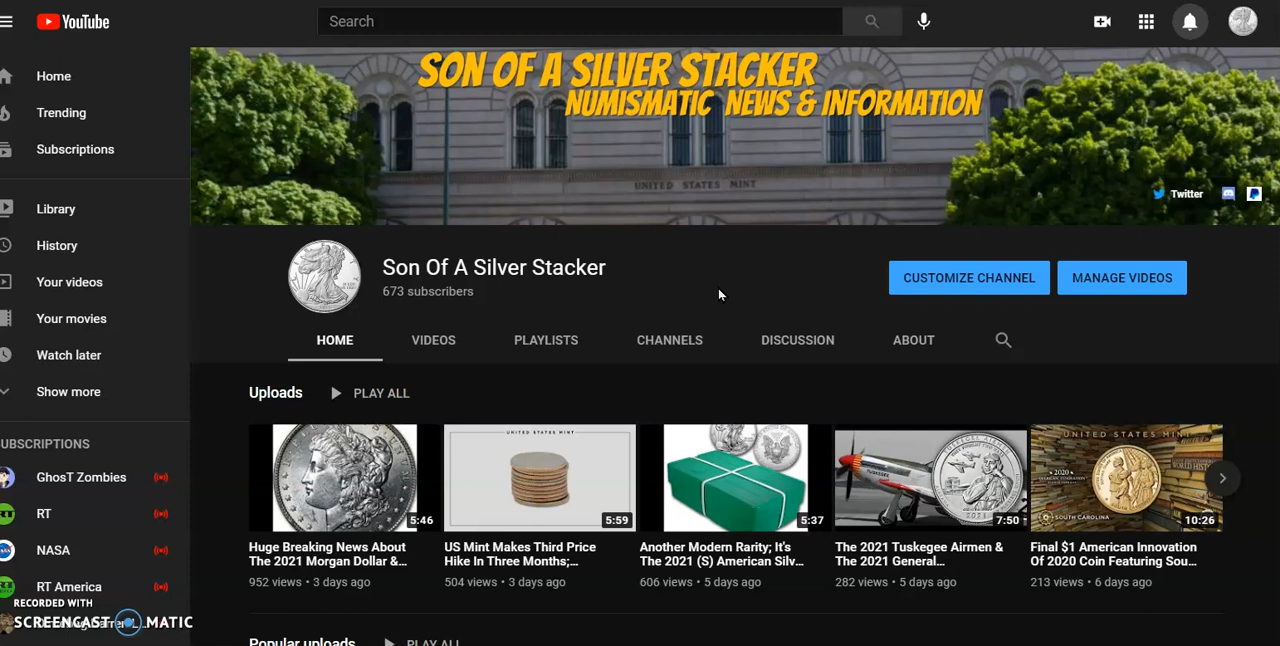 YouTube
Search
Home
Trending
Subscriptions
Library
History
Your videos
Your movies
Watch later
Show more
UBSCRIPTIONS
GhosT Zombies
RT
NASA
RT America
RECORDED WITH
SCREENCAST MATIC
SON OF A SILVER STACKER
NUMISMATIC NEWS & INFORMATION
UNITED STATES MINT
Twitter
Son Of A Silver Stacker
673 subscribers
CUSTOMIZE CHANNEL
MANAGE VIDEOS
HOME
VIDEOS
PLAYLISTS
CHANNELS
DISCUSSION
ABOUT
Uploads
PLAY ALL
5:46
Huge Breaking News About
The 2021 Morgan Dollar &...
952 views • 3 days ago
UNITED STATES MINT
5:59
US Mint Makes Third Price
Hike In Three Months;...
504 views • 3 days ago
5:37
Another Modern Rarity; It's
The 2021 (S) American Silv...
606 views • 5 days ago
7:50
The 2021 Tuskegee Airmen &
The 2021 General...
282 views • 5 days ago
UNITED STATES MINT
2020
SOUTH CAROLINA
10:26
Final $1 American Innovation
Of 2020 Coin Featuring Sou...
213 views • 6 days ago
Popular uploads
PLAY ALL